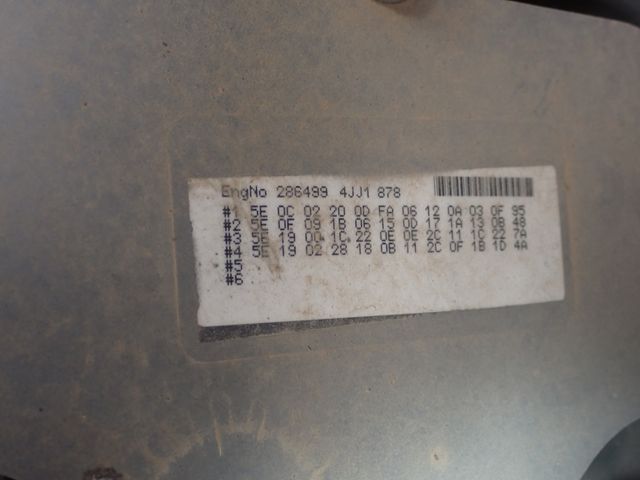 EngNo 286499 4JJ1 878
#1 5E 0C 02 20 0D FA 06 12 0A 03 0F 95
#2 5E 0F 09 1B 06 15 0D 17 1A 13 0B 48
#3 5E 19 00 1C 22 0E 0E 2C 11 1C 22 7A
#4 5E 19 02 28 18 0B 11 2C 0F 1B 1D 4A
#5
#6